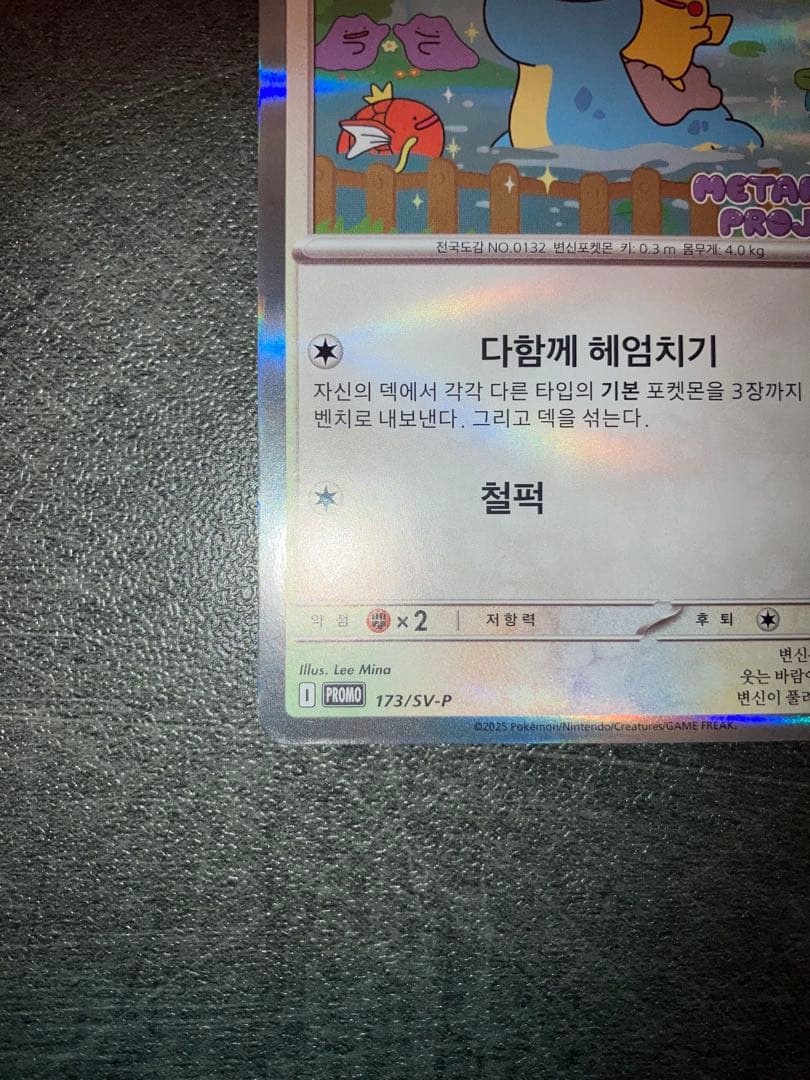 전국도감 NO.0132 변신포켓몬 키: 0.3 m 몸무게: 4.0 kg
다함께 헤엄치기
자신의 덱에서 각각 다른 타입의 기본 포켓몬을 3장까지
벤치로 내보낸다. 그리고 덱을 섞는다.
철퍽
약점 ×2 저항력 후퇴
Illus. Lee Mina
I PROMO 173/SV-P
웃는 바람
변신이 풀
©2025 Pokémon/Nintendo/Creatures/GAME FREAK.